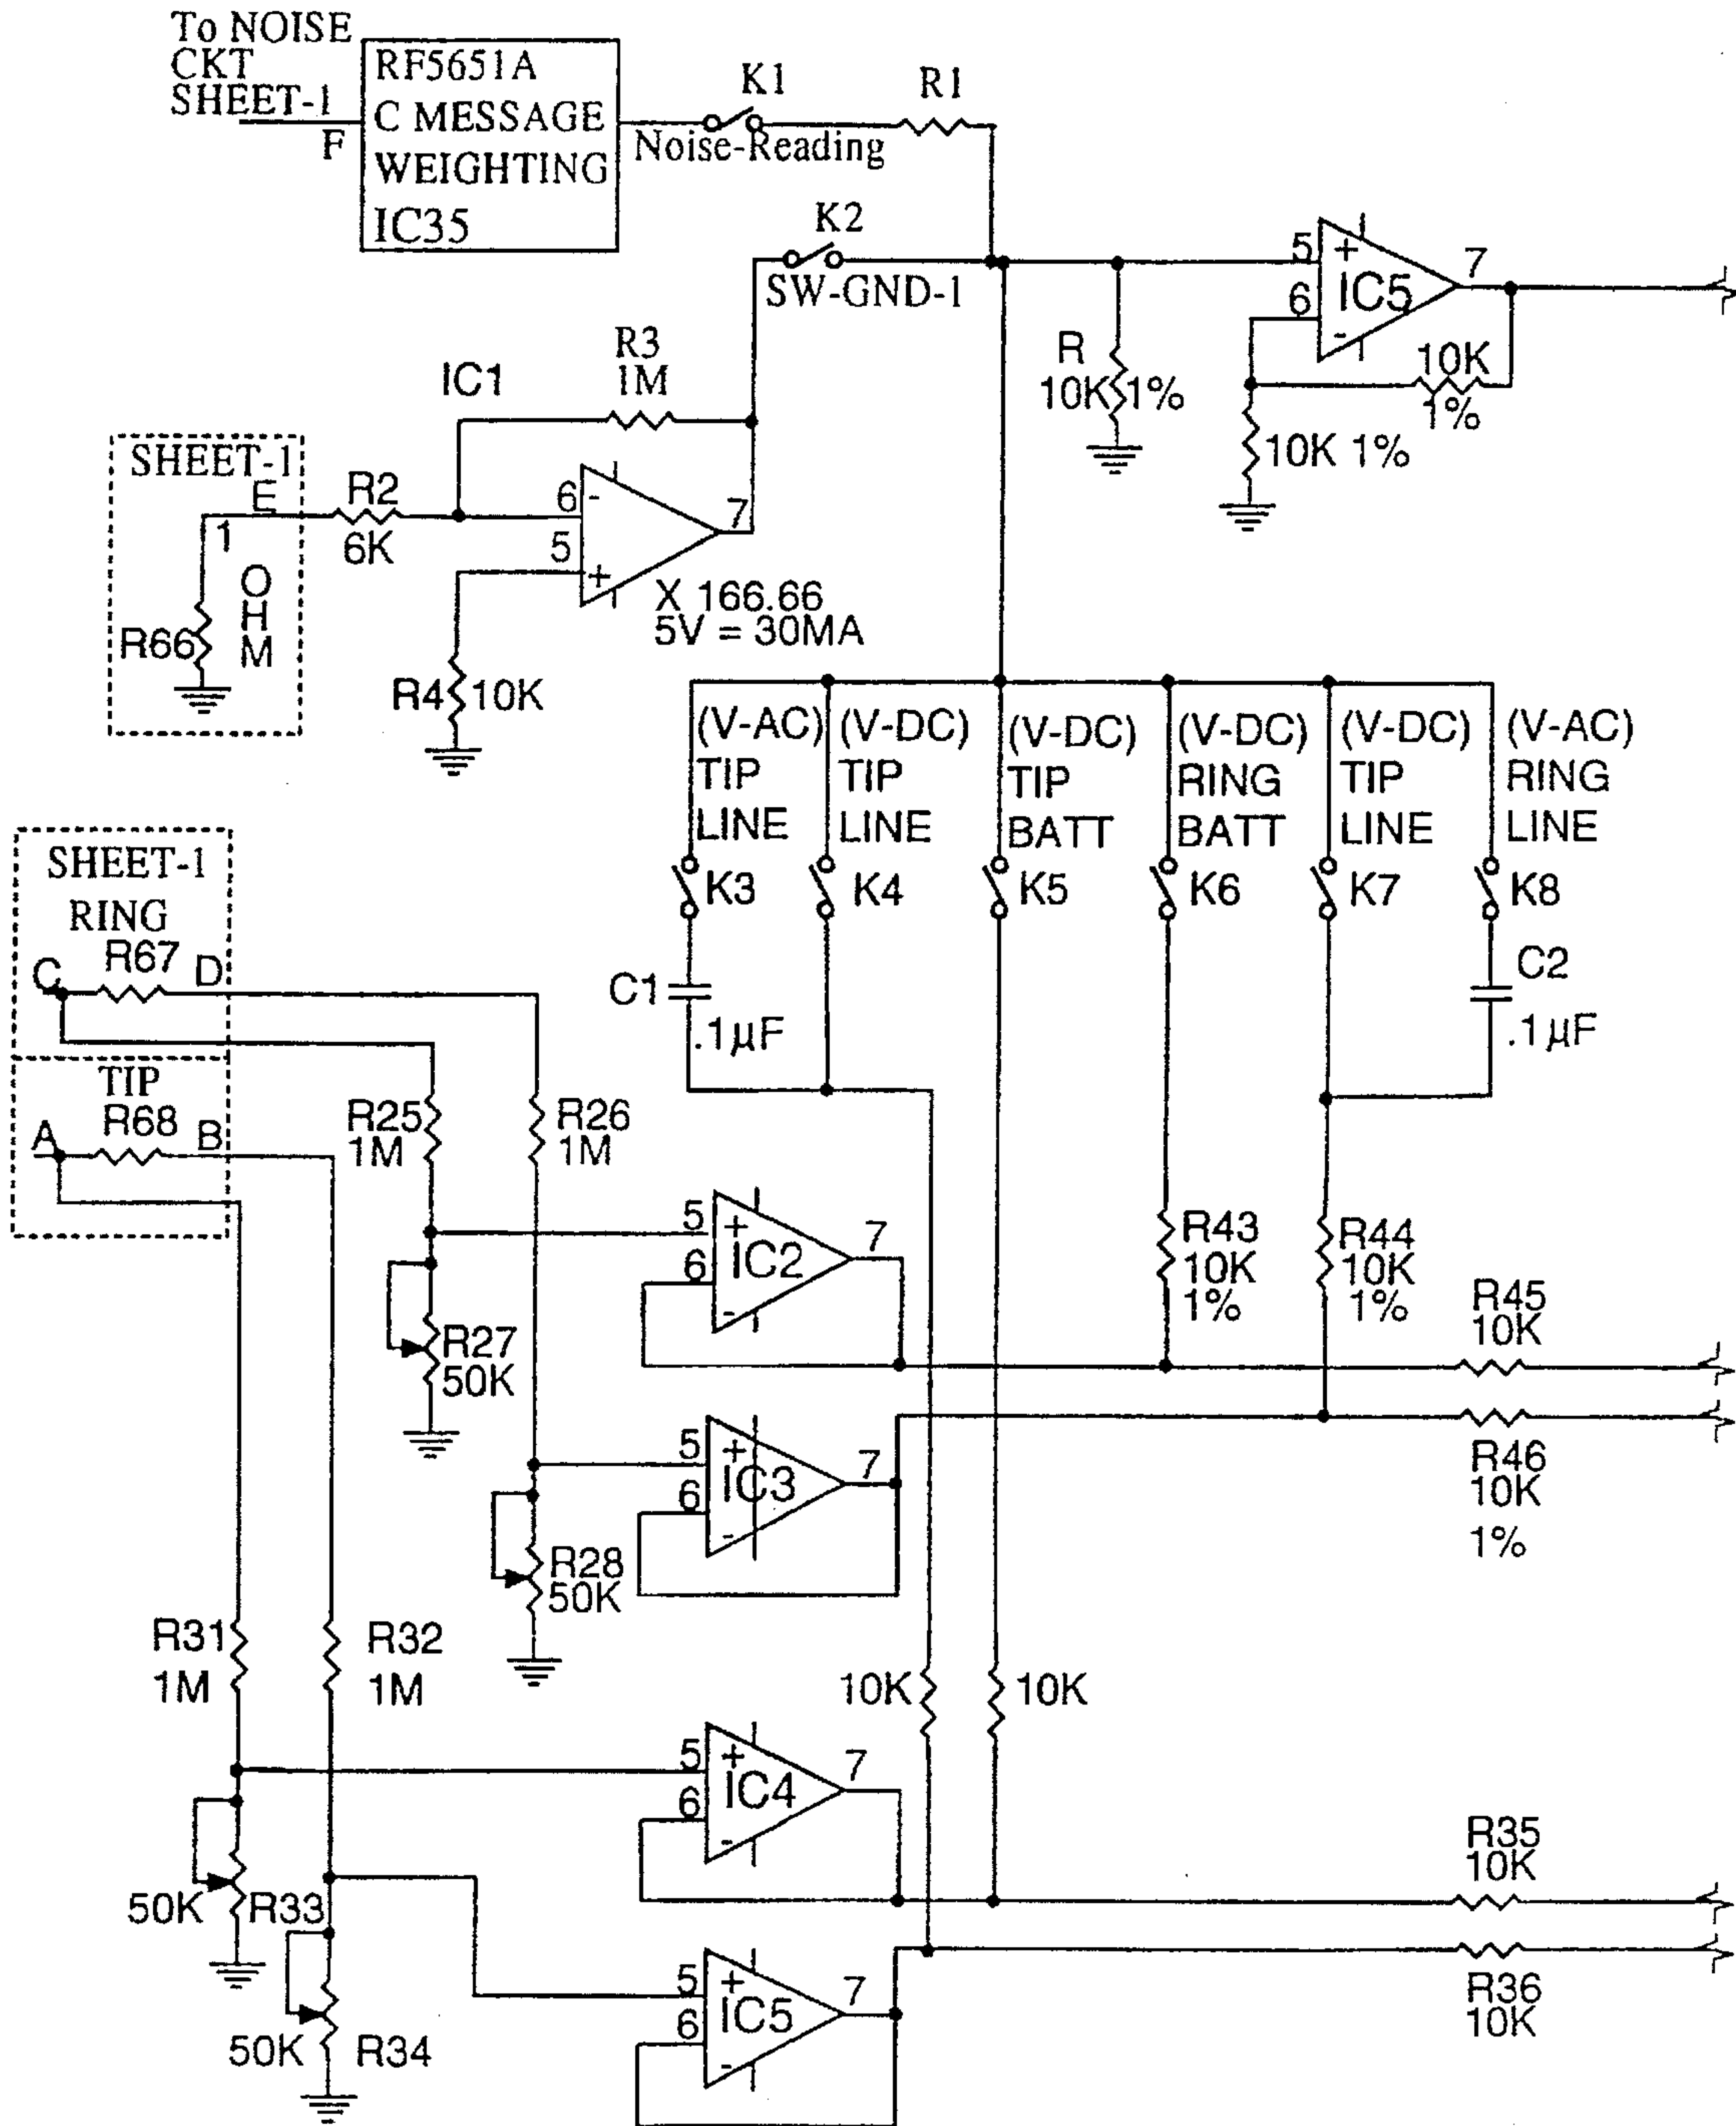 To NOISE
CKT
SHEET-1
F
RF5651A
C MESSAGE
WEIGHTING
IC35
K1
Noise-Reading
R1
K2
SW-GND-1
5
+
6
-
IC5
7
R
10K 1%
10K
1%
10K 1%
IC1
R3
1M
SHEET-1
E
1
OHM
R66
R2
6K
6
-
5
+
7
X 166.66
5V = 30MA
R4 10K
(V-AC)
TIP
LINE
K3
(V-DC)
TIP
LINE
K4
(V-DC)
TIP
BATT
K5
(V-DC)
RING
BATT
K6
(V-DC)
TIP
LINE
K7
(V-AC)
RING
LINE
K8
C1
.1µF
C2
.1µF
SHEET-1
RING
R67
C
D
TIP
R68
A
B
R25
1M
R26
1M
5
+
6
-
IC2
7
R27
50K
R43
10K
1%
R44
10K
1%
R45
10K
5
+
6
-
IC3
7
R28
50K
R46
10K
1%
R31
1M
R32
1M
10K
10K
5
+
6
-
IC4
7
50K R33
R35
10K
5
+
6
-
IC5
7
50K R34
R36
10K